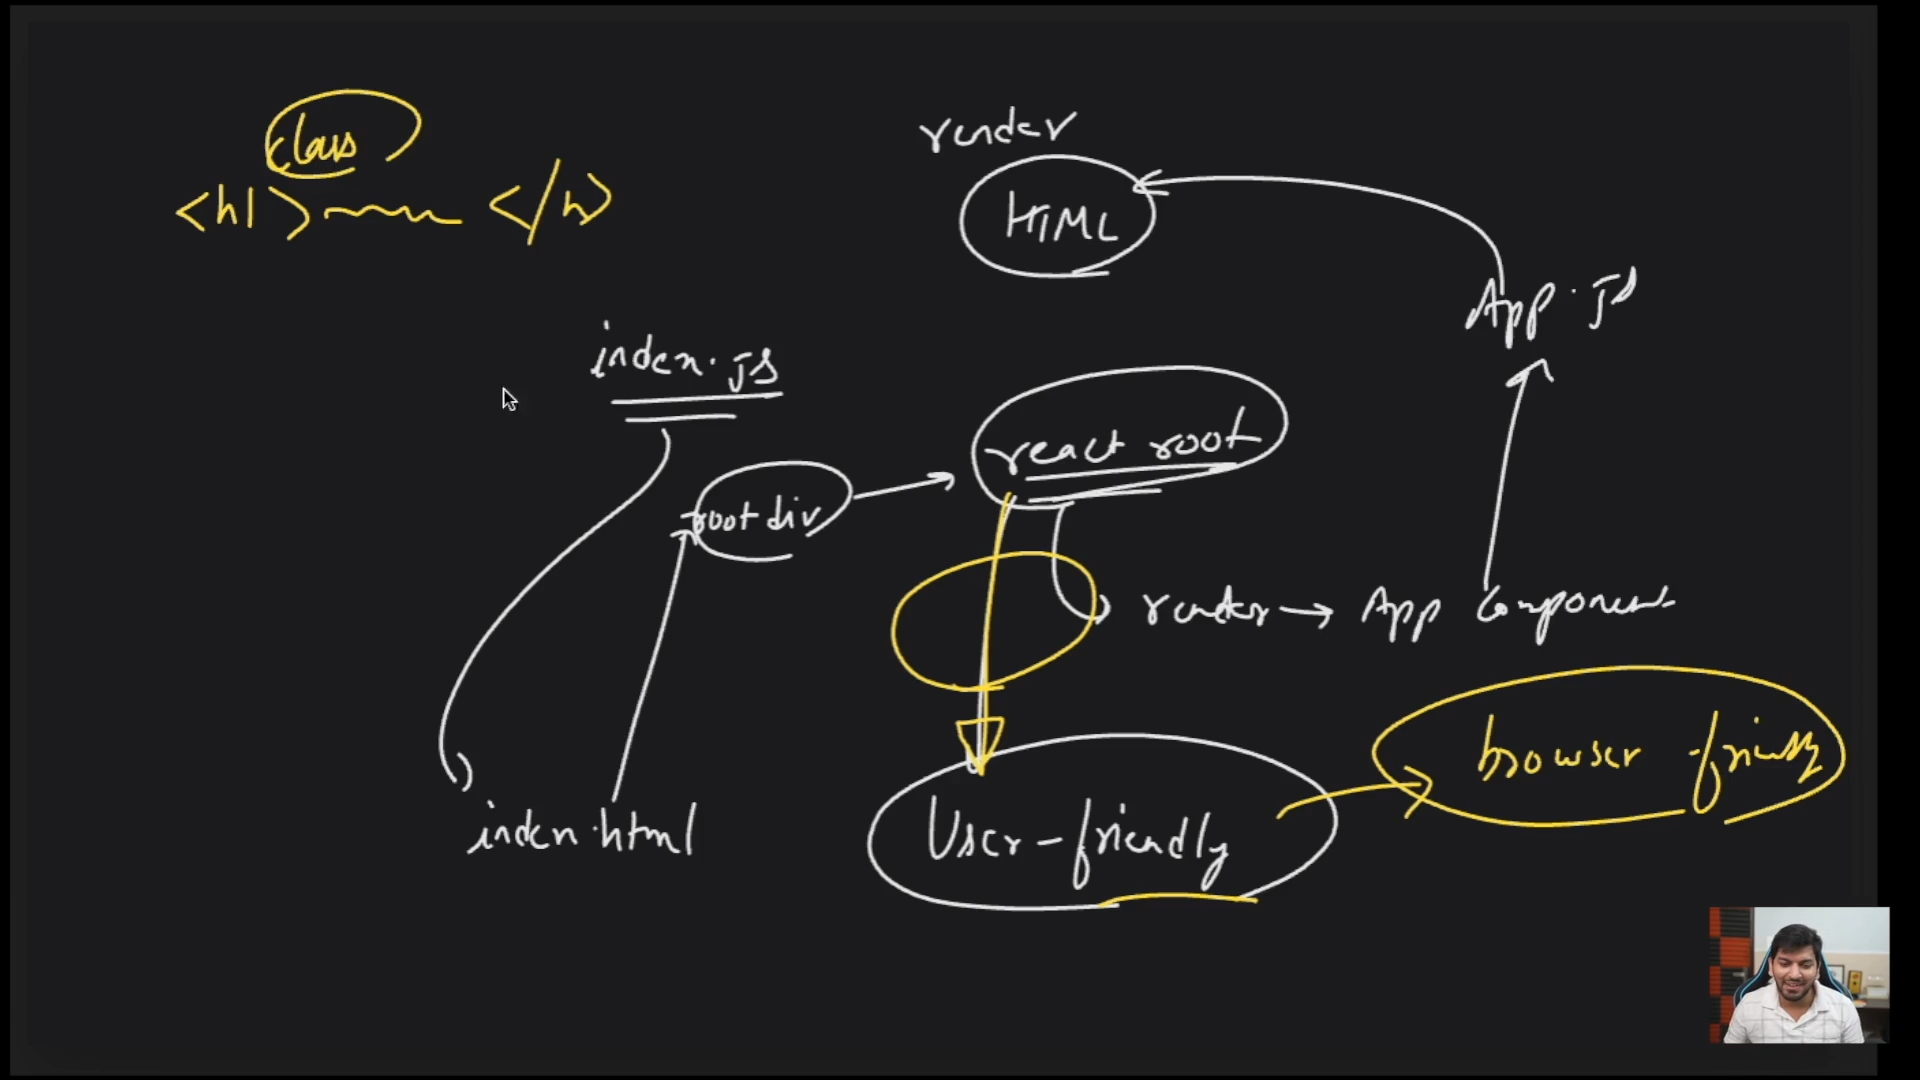 class
<h1>
</h>
render
HTML
App.js
index.js
react root
root div
render → App Component
browser-friendly
User-friendly
index.html